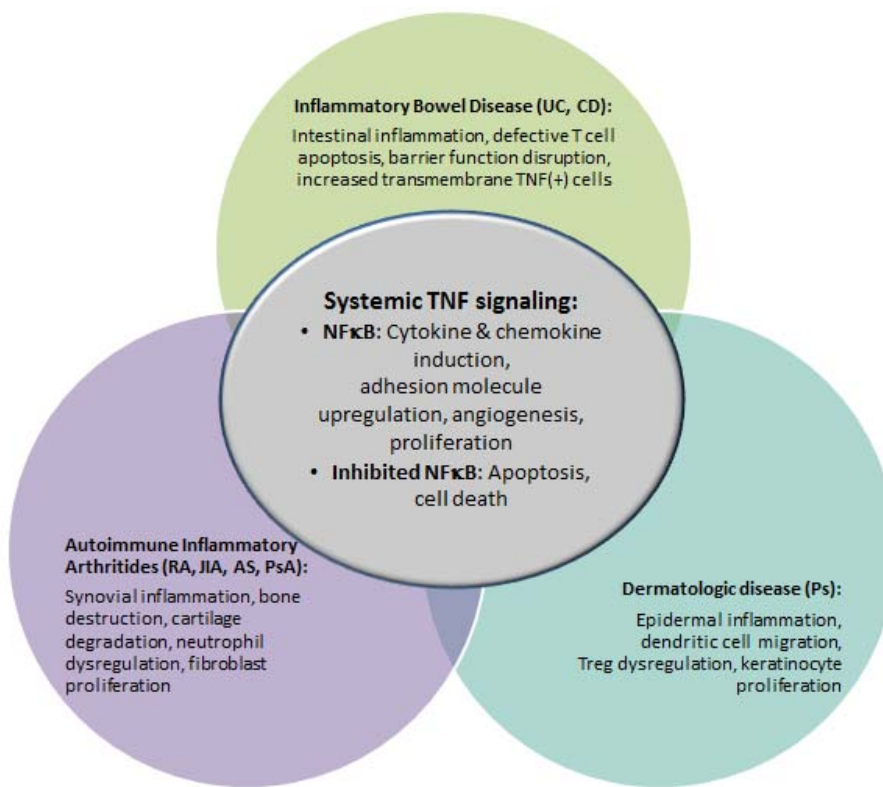 Inflammatory Bowel Disease (UC, CD):
Intestinal inflammation, defective T cell
apoptosis, barrier function disruption,
increased transmembrane TNF(+) cells
Systemic TNF signaling:
• NFκB: Cytokine & chemokine
induction,
adhesion molecule
upregulation, angiogenesis,
proliferation
• Inhibited NFκB: Apoptosis,
cell death
Autoimmune Inflammatory
Arthritides (RA, JIA, AS, PsA):
Synovial inflammation, bone
destruction, cartilage
degradation, neutrophil
dysregulation, fibroblast
proliferation
Dermatologic disease (Ps):
Epidermal inflammation,
dendritic cell migration,
Treg dysregulation, keratinocyte
proliferation